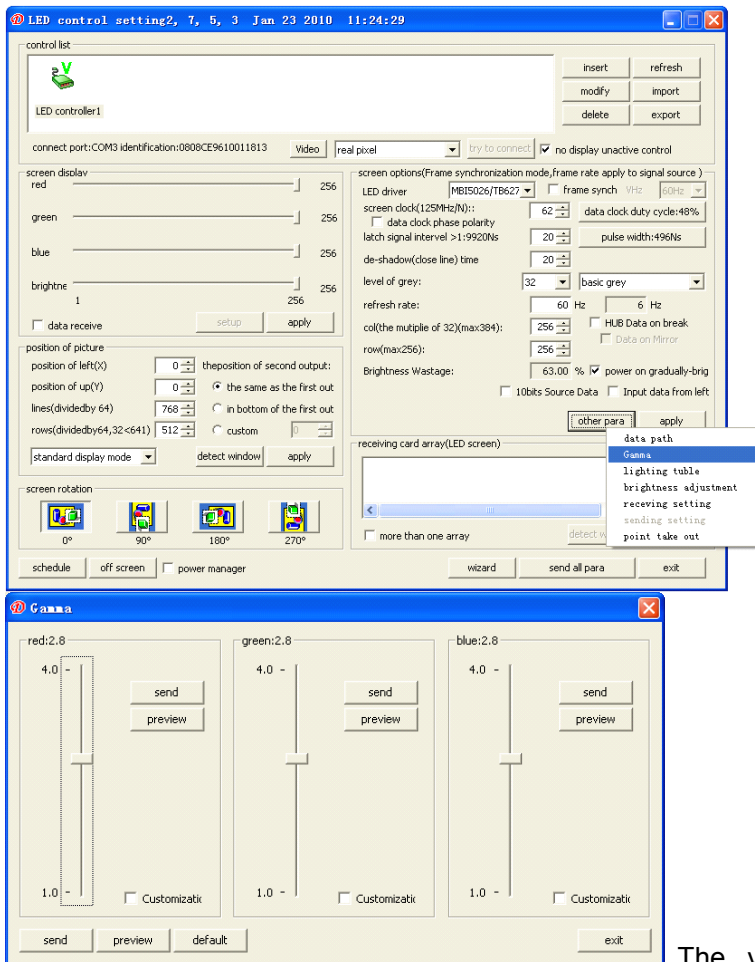 LED control setting2, 7, 5, 3 Jan 23 2010 11:24:29
control list
LED controller1
insert refresh
modify import
delete export
connect port:COM3 identification:0808CE9610011813 Video real pixel try to connect no display unactive control
screen display
red 256
green 256
blue 256
brightne 256
1 256
data receive setup apply
position of picture
position of left(X) 0 theposition of second output:
position of up(Y) 0 the same as the first out
lines(dividedby 64) 768 in bottom of the first out
rows(dividedby64,32<641) 512 custom 0
standard display mode detect window apply
screen rotation
0° 90° 180° 270°
screen options(Frame synchronization mode,frame rate apply to signal source )
LED driver MBI5026/TB627 frame synch VHz 60Hz
screen clock(125MHz/N):: 62 data clock duty cycle:48%
data clock phase polarity
latch signal intervel >1:9920Ns 20 pulse width:496Ns
de-shadow(close line) time 20
level of grey: 32 basic grey
refresh rate: 60 Hz 6 Hz
col(the mutiplie of 32)(max384): 256 HUB Data on break
Data on Mirror
row(max256): 256
Brightness Wastage: 63.00 % power on gradually-brig
10bits Source Data Input data from left
other para apply
data path
Gamma
lighting tuble
brightness adjustment
receving setting
sending setting
point take out
receiving card array(LED screen)
more than one array detect w
schedule off screen power manager wizard send all para exit
Gamma
red:2.8 green:2.8 blue:2.8
4.0 4.0 4.0
send send send
preview preview preview
1.0 1.0 1.0
Customizatic Customizatic Customizatic
send preview default exit
The